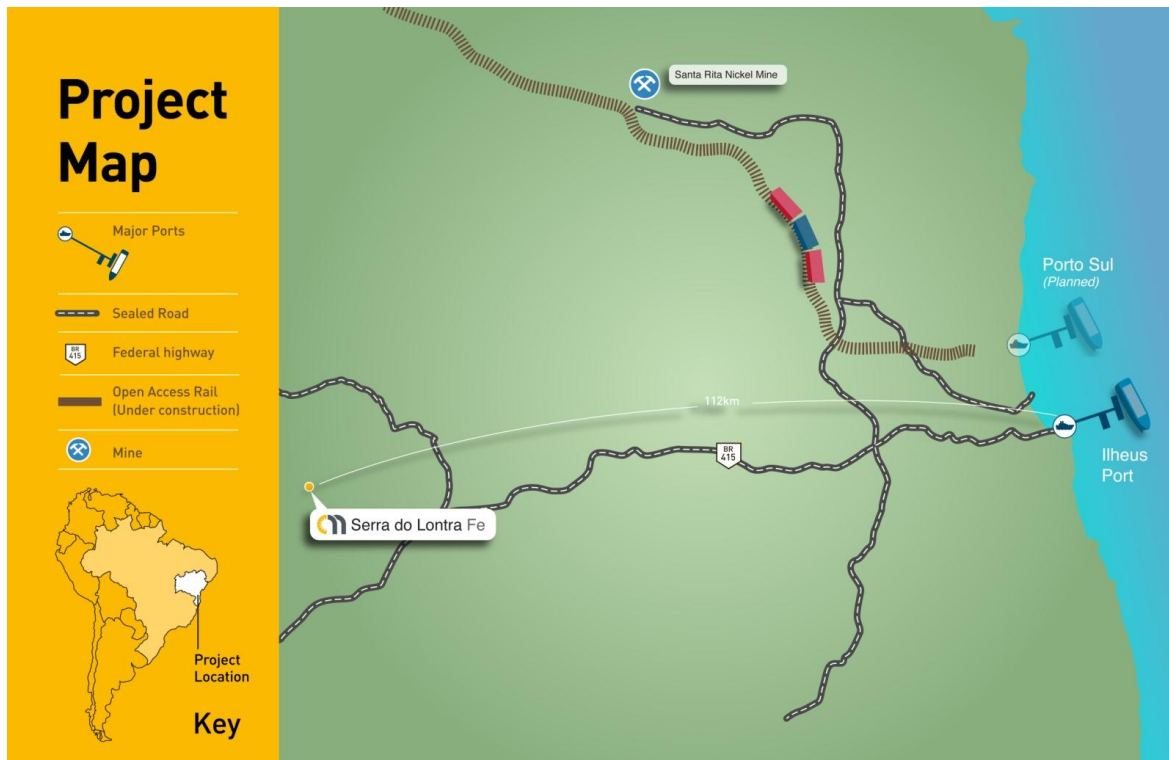 Project
Map
Major Ports
Sealed Road
BR
415
Federal highway
Open Access Rail
(Under construction)
Mine
Project
Location
Key
Santa Rita Nickel Mine
Porto Sul
(Planned)
112km
BR
415
Ilheus
Port
Serra do Lontra Fe